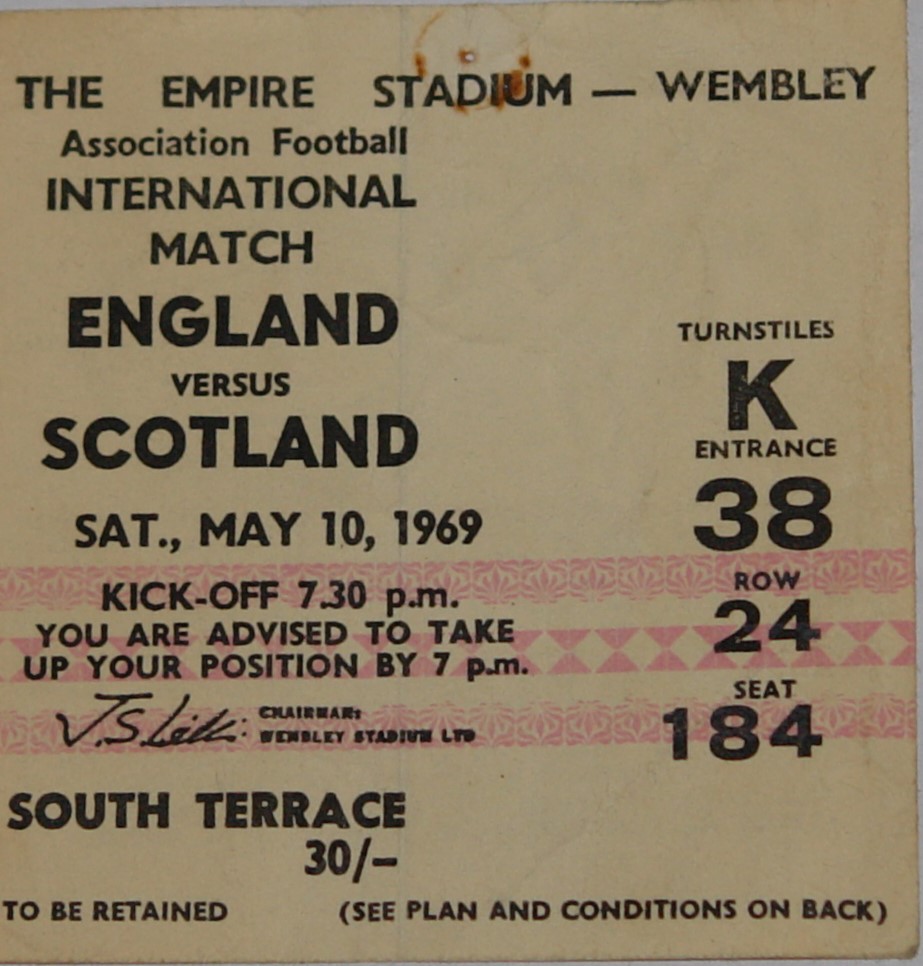 THE EMPIRE STADIUM — WEMBLEY
Association Football
INTERNATIONAL
MATCH
ENGLAND
VERSUS
SCOTLAND
SAT., MAY 10, 1969
KICK-OFF 7.30 p.m.
YOU ARE ADVISED TO TAKE
UP YOUR POSITION BY 7 p.m.
CHAIRMAN:
WEMBLEY STADIUM LTD
SOUTH TERRACE
30/–
TURNSTILES
K
ENTRANCE
38
ROW
24
SEAT
184
TO BE RETAINED (SEE PLAN AND CONDITIONS ON BACK)